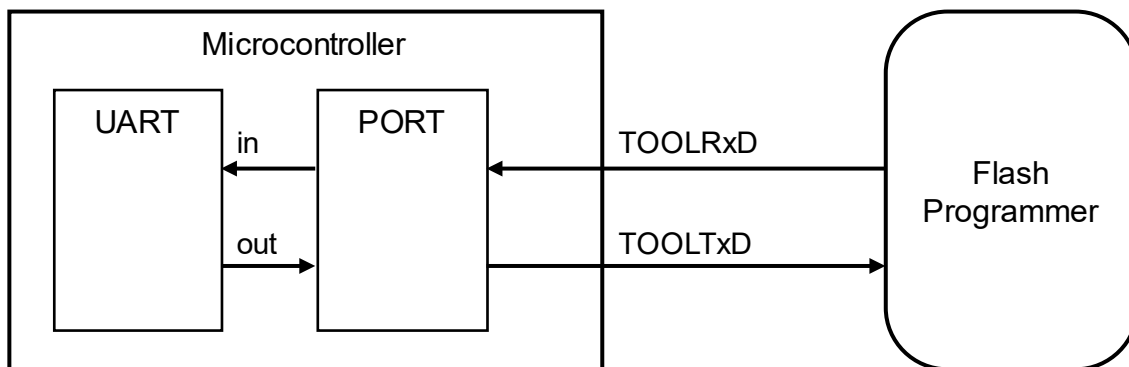 Microcontroller
UART
PORT
in
out
TOOLRxD
TOOLTxD
Flash
Programmer